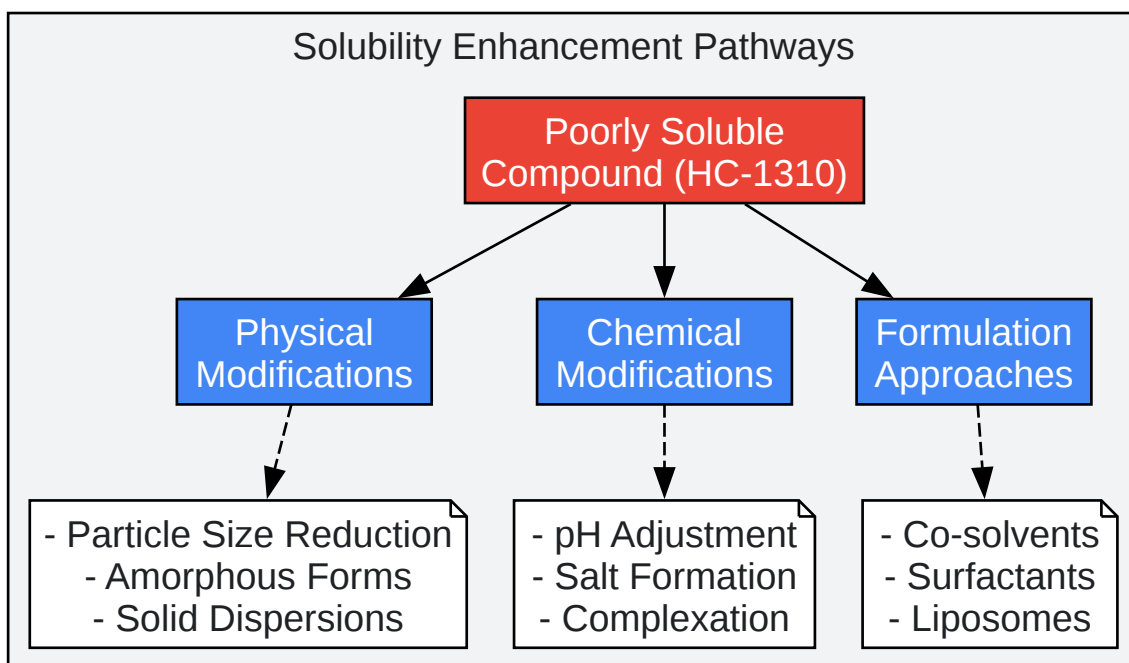 Solubility Enhancement Pathways
Poorly Soluble
Compound (HC-1310)
Physical
Modifications
Chemical
Modifications
Formulation
Approaches
- Particle Size Reduction
- Amorphous Forms
- Solid Dispersions
- pH Adjustment
- Salt Formation
- Complexation
- Co-solvents
- Surfactants
- Liposomes